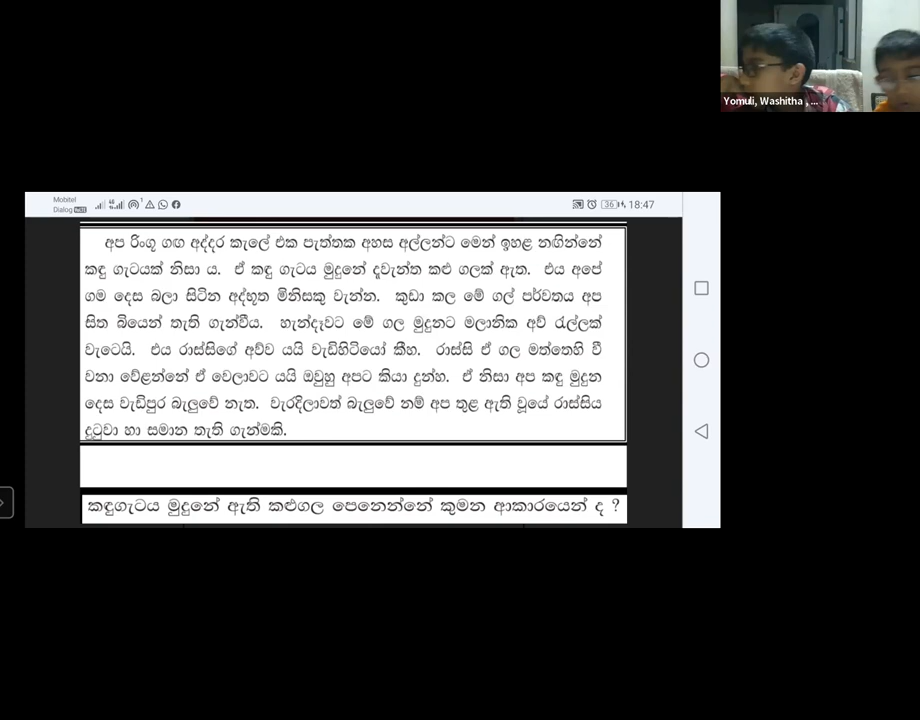 Yomuli, Washitha , ...
Mobitel
Dialog VoLTE
36 18:47
අප රිංගූ ගඟ අද්දර කැලේ එක පැත්තක අහස අල්ලන්ට මෙන් ඉහළ නඟින්නේ
කඳු ගැටයක් නිසා ය. ඒ කඳු ගැටය මුදුනේ දැවැන්ත කළු ගලක් ඇත. එය අපේ
ගම දෙස බලා සිටින අද්භූත මිනිසකු වැන්න. කුඩා කල මේ ගල් පර්වතය අප
සිත බියෙන් තැති ගැන්වීය. හැන්දෑවට මේ ගල මුදුනට මලානික අව් රැල්ලක්
වැටෙයි. එය රාස්සිගේ අව්ව යයි වැඩිහිටියෝ කීහ. රාස්සි ඒ ගල මත්තෙහි වී
වනා වේළන්නේ ඒ වෙලාවට යයි ඔවුහු අපට කියා දුන්හ. ඒ නිසා අප කඳු මුදුන
දෙස වැඩිපුර බැලුවේ නැත. වැරදිලාවත් බැලුවේ නම් අප තුළ ඇති වූයේ රාස්සිය
දුටුවා හා සමාන තැති ගැන්මකි.
කඳුගැටය මුදුනේ ඇති කළුගල පෙනෙන්නේ කුමන ආකාරයෙන් ද ?